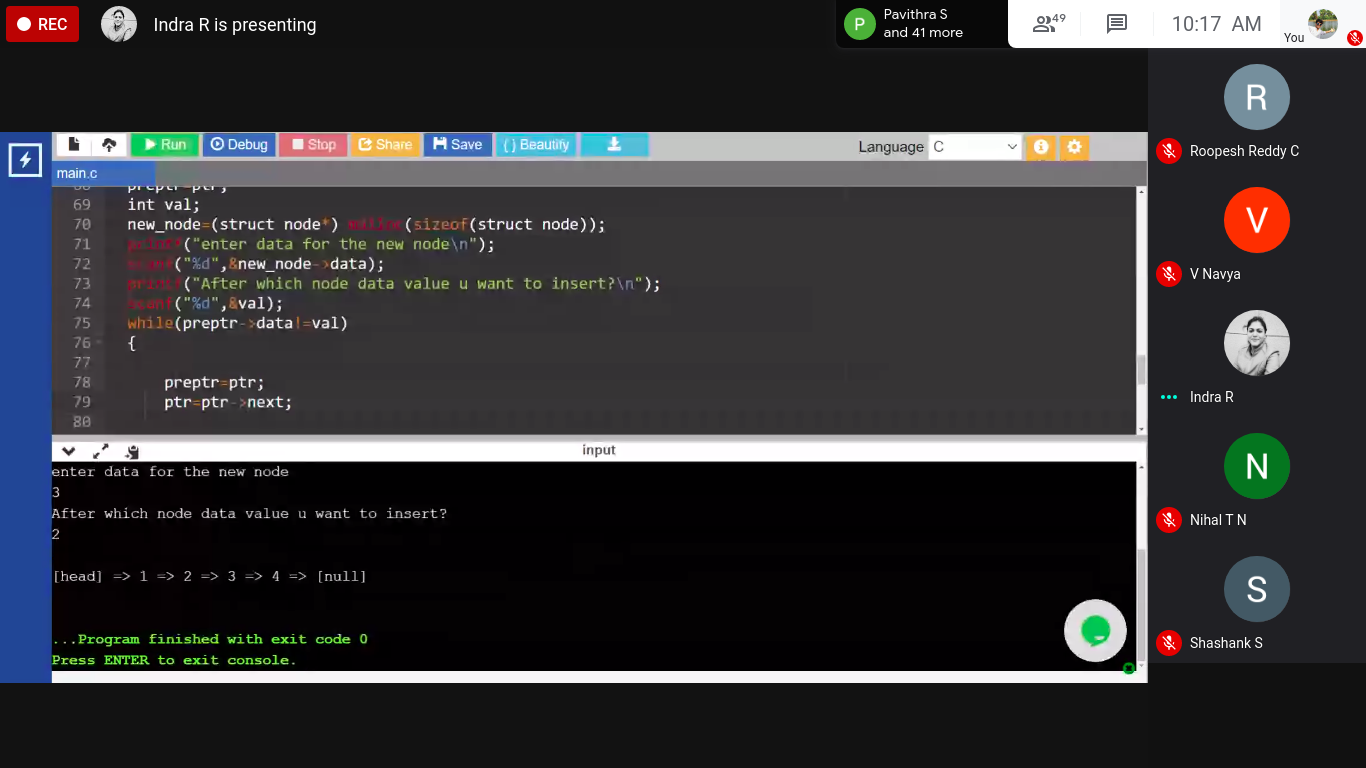 REC
Indra R is presenting
P
Pavithra S
and 41 more
49
10:17 AM
You
Run
Debug
Stop
Share
Save
{ } Beautify
Language
C
main.c
preptr=ptr;
69 int val;
70 new_node=(struct node*) malloc(sizeof(struct node));
71 printf("enter data for the new node\n");
72 scanf("%d",&new_node->data);
73 printf("After which node data value u want to insert?\n");
74 scanf("%d",&val);
75 while(preptr->data!=val)
76 {
77
78 preptr=ptr;
79 ptr=ptr->next;
80
input
enter data for the new node
3
After which node data value u want to insert?
2
[head] => 1 => 2 => 3 => 4 => [null]
...Program finished with exit code 0
Press ENTER to exit console.
R
Roopesh Reddy C
V
V Navya
Indra R
N
Nihal T N
S
Shashank S